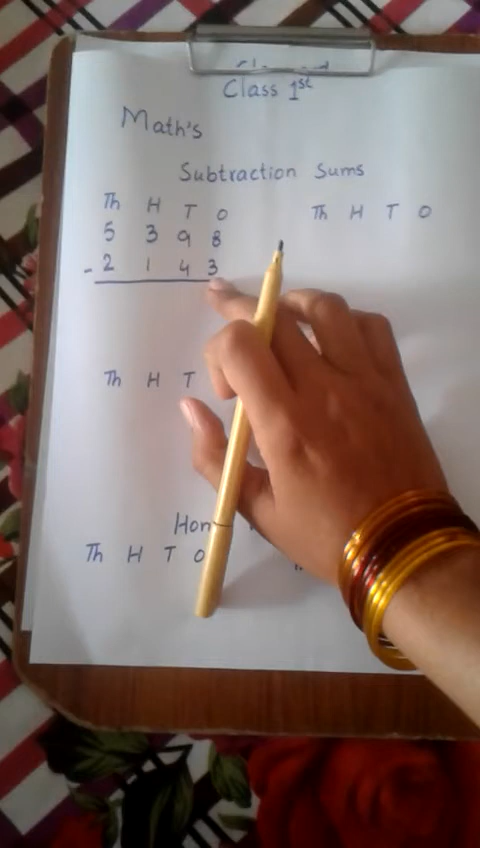 Class 1st
Math's
Subtraction Sums
Th H T O
5 3 9 8
- 2 1 4 3
Th H T O
Th H T
Th H T O